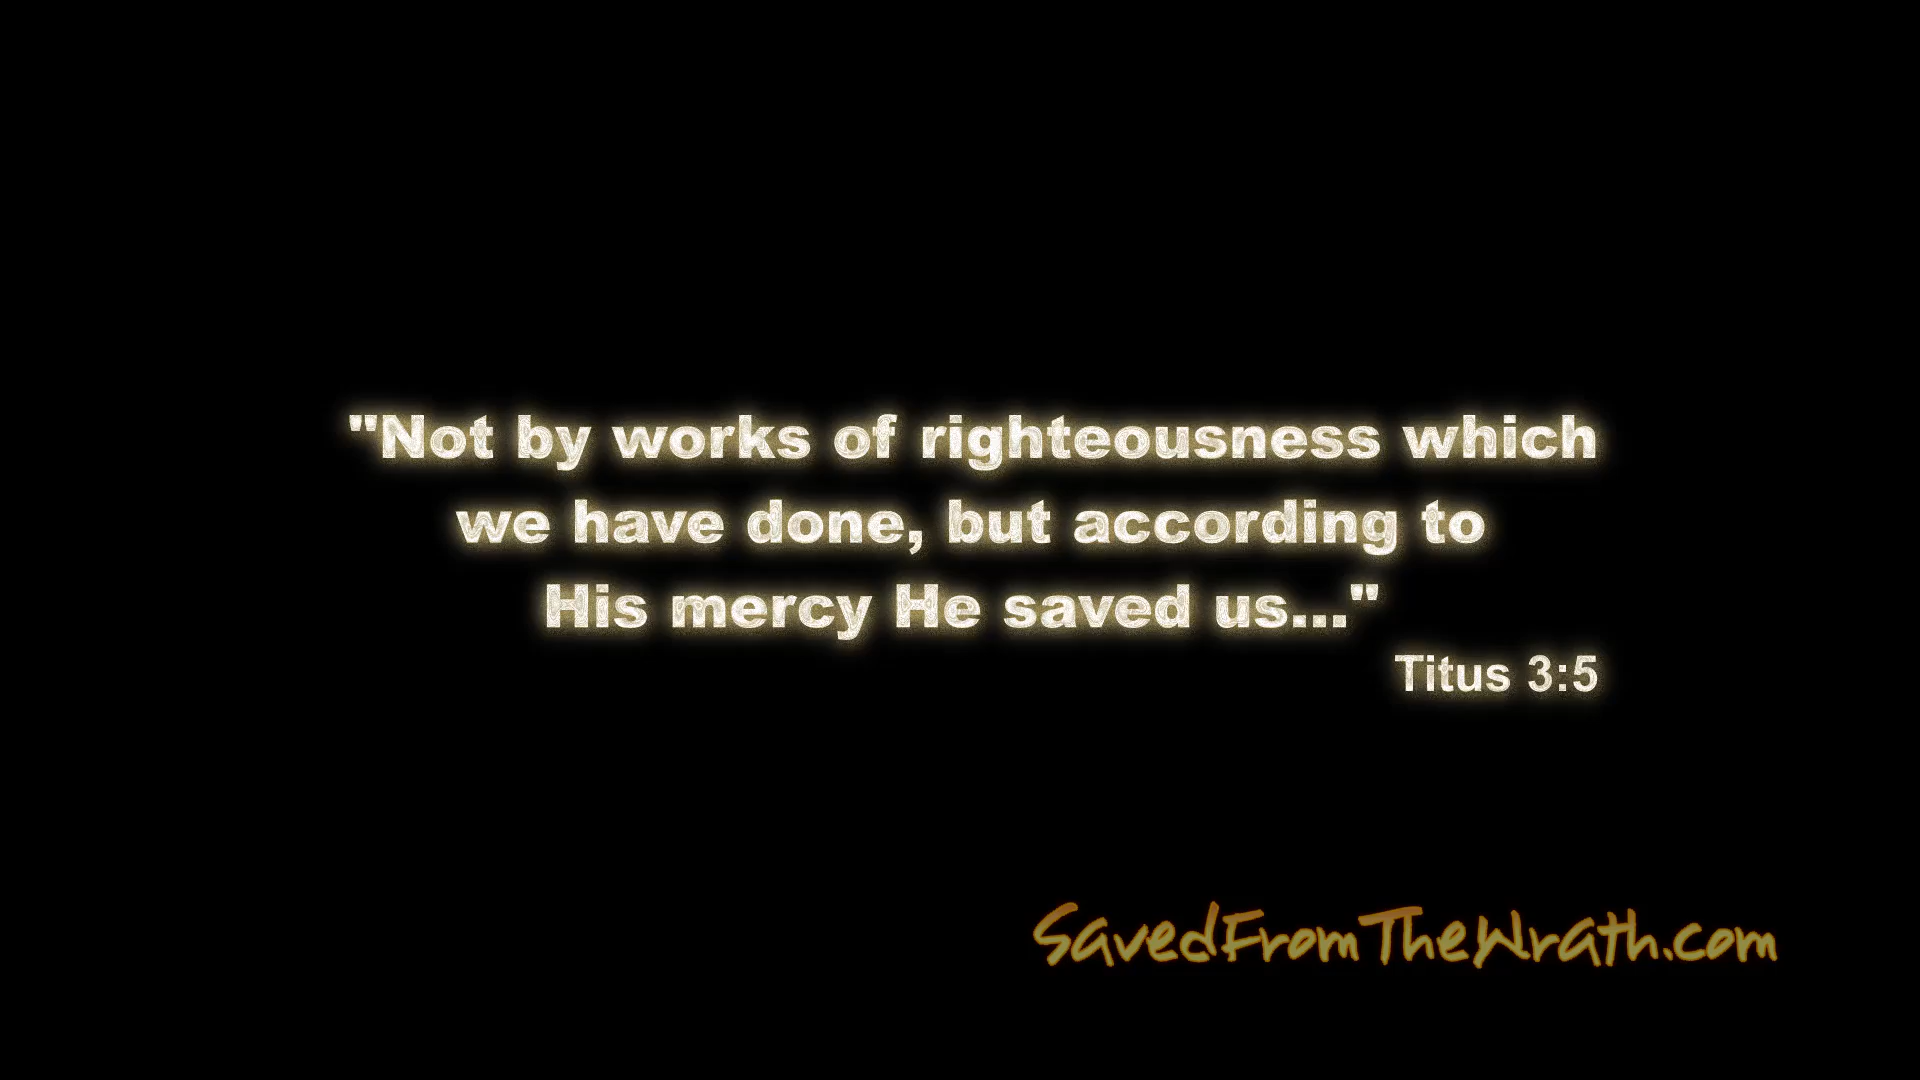 "Not by works of righteousness which
we have done, but according to
His mercy He saved us..."
Titus 3:5
SavedFromTheWrath.com